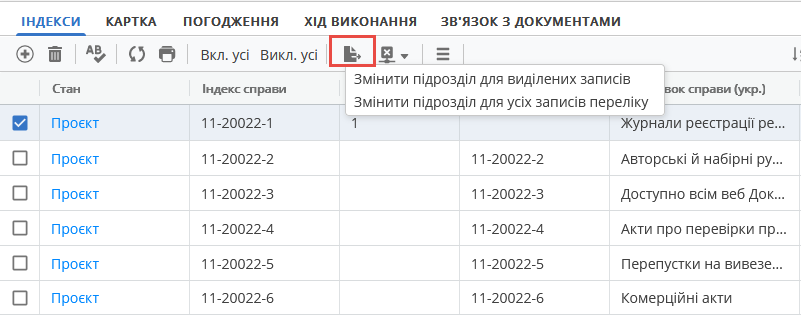 ІНДЕКСИ КАРТКА ПОГОДЖЕННЯ ХІД ВИКОНАННЯ ЗВ'ЯЗОК З ДОКУМЕНТАМИ
Вкл. усі Викл. усі
Змінити підрозділ для виділених записів
Змінити підрозділ для усіх записів переліку
Стан Індекс справи вок справи (укр.)
Проєкт 11-20022-1 1 Журнали реєстрації ре...
Проєкт 11-20022-2 11-20022-2 Авторські й набірні ру...
Проєкт 11-20022-3 11-20022-3 Доступно всім веб Док...
Проєкт 11-20022-4 11-20022-4 Акти про перевірки пр...
Проєкт 11-20022-5 11-20022-5 Перепустки на вивезе...
Проєкт 11-20022-6 11-20022-6 Комерційні акти